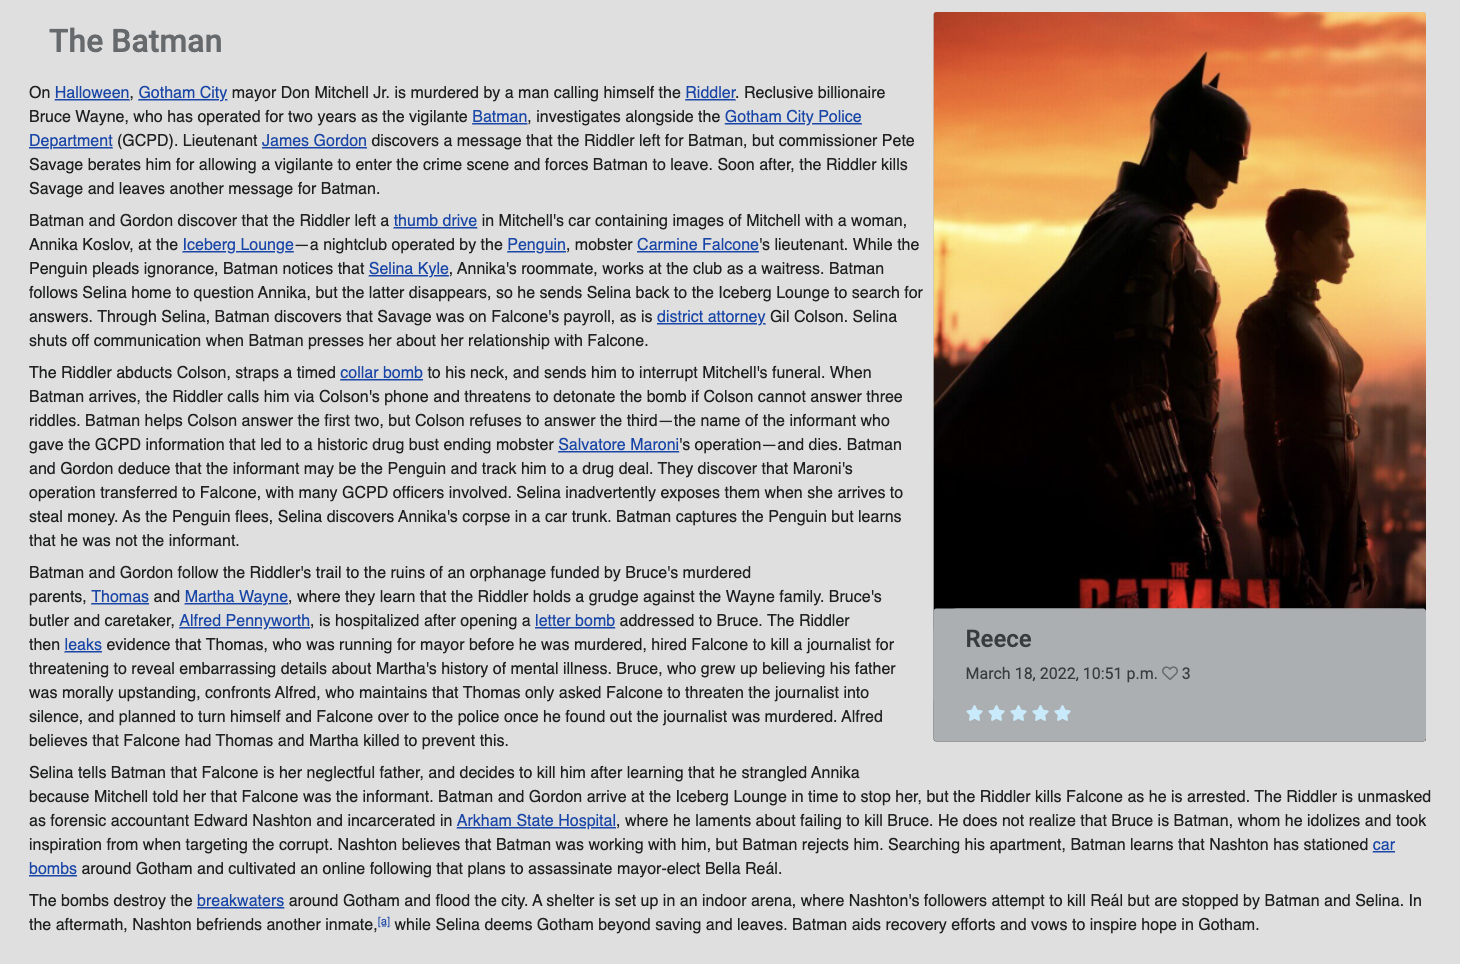 The Batman
On Halloween, Gotham City mayor Don Mitchell Jr. is murdered by a man calling himself the Riddler. Reclusive billionaire
Bruce Wayne, who has operated for two years as the vigilante Batman, investigates alongside the Gotham City Police
Department (GCPD). Lieutenant James Gordon discovers a message that the Riddler left for Batman, but commissioner Pete
Savage berates him for allowing a vigilante to enter the crime scene and forces Batman to leave. Soon after, the Riddler kills
Savage and leaves another message for Batman.
Batman and Gordon discover that the Riddler left a thumb drive in Mitchell's car containing images of Mitchell with a woman,
Annika Koslov, at the Iceberg Lounge—a nightclub operated by the Penguin, mobster Carmine Falcone's lieutenant. While the
Penguin pleads ignorance, Batman notices that Selina Kyle, Annika's roommate, works at the club as a waitress. Batman
follows Selina home to question Annika, but the latter disappears, so he sends Selina back to the Iceberg Lounge to search for
answers. Through Selina, Batman discovers that Savage was on Falcone's payroll, as is district attorney Gil Colson. Selina
shuts off communication when Batman presses her about her relationship with Falcone.
The Riddler abducts Colson, straps a timed collar bomb to his neck, and sends him to interrupt Mitchell's funeral. When
Batman arrives, the Riddler calls him via Colson's phone and threatens to detonate the bomb if Colson cannot answer three
riddles. Batman helps Colson answer the first two, but Colson refuses to answer the third—the name of the informant who
gave the GCPD information that led to a historic drug bust ending mobster Salvatore Maroni's operation—and dies. Batman
and Gordon deduce that the informant may be the Penguin and track him to a drug deal. They discover that Maroni's
operation transferred to Falcone, with many GCPD officers involved. Selina inadvertently exposes them when she arrives to
steal money. As the Penguin flees, Selina discovers Annika's corpse in a car trunk. Batman captures the Penguin but learns
that he was not the informant.
Batman and Gordon follow the Riddler's trail to the ruins of an orphanage funded by Bruce's murdered
parents, Thomas and Martha Wayne, where they learn that the Riddler holds a grudge against the Wayne family. Bruce's
butler and caretaker, Alfred Pennyworth, is hospitalized after opening a letter bomb addressed to Bruce. The Riddler
then leaks evidence that Thomas, who was running for mayor before he was murdered, hired Falcone to kill a journalist for
threatening to reveal embarrassing details about Martha's history of mental illness. Bruce, who grew up believing his father
was morally upstanding, confronts Alfred, who maintains that Thomas only asked Falcone to threaten the journalist into
silence, and planned to turn himself and Falcone over to the police once he found out the journalist was murdered. Alfred
believes that Falcone had Thomas and Martha killed to prevent this.
Selina tells Batman that Falcone is her neglectful father, and decides to kill him after learning that he strangled Annika
because Mitchell told her that Falcone was the informant. Batman and Gordon arrive at the Iceberg Lounge in time to stop her, but the Riddler kills Falcone as he is arrested. The Riddler is unmasked
as forensic accountant Edward Nashton and incarcerated in Arkham State Hospital, where he laments about failing to kill Bruce. He does not realize that Bruce is Batman, whom he idolizes and took
inspiration from when targeting the corrupt. Nashton believes that Batman was working with him, but Batman rejects him. Searching his apartment, Batman learns that Nashton has stationed car
bombs around Gotham and cultivated an online following that plans to assassinate mayor-elect Bella Reál.
The bombs destroy the breakwaters around Gotham and flood the city. A shelter is set up in an indoor arena, where Nashton's followers attempt to kill Reál but are stopped by Batman and Selina. In
the aftermath, Nashton befriends another inmate,[a] while Selina deems Gotham beyond saving and leaves. Batman aids recovery efforts and vows to inspire hope in Gotham.
THE
BATMAN
Reece
March 18, 2022, 10:51 p.m. ♡ 3
★★★★★